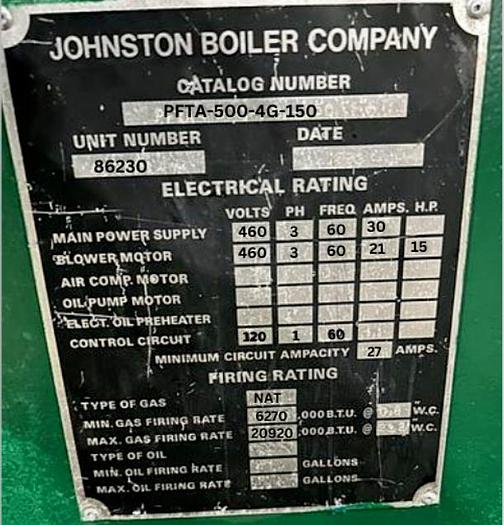 JOHNSTON BOILER COMPANY
CATALOG NUMBER
PFTA-500-4G-150
UNIT NUMBER DATE
86230
ELECTRICAL RATING
VOLTS PH FREQ. AMPS. H.P.
MAIN POWER SUPPLY 460 3 60 30
BLOWER MOTOR 460 3 60 21 15
AIR COMP. MOTOR
OIL PUMP MOTOR
ELECT. OIL PREHEATER
CONTROL CIRCUIT 120 1 60
MINIMUM CIRCUIT AMPACITY 27 AMPS.
FIRING RATING
TYPE OF GAS NAT
MIN. GAS FIRING RATE 6270 ,000 B.T.U. @ W.C.
MAX. GAS FIRING RATE 20920 ,000 B.T.U. @ W.C.
TYPE OF OIL
MIN. OIL FIRING RATE GALLONS
MAX. OIL FIRING RATE GALLONS